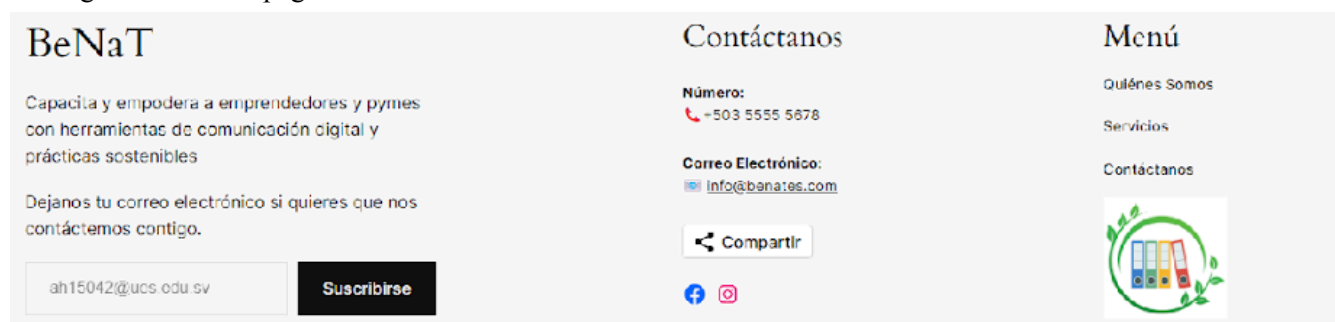 BeNaT
Capacita y empodera a emprendedores y pymes
con herramientas de comunicación digital y
prácticas sostenibles
Dejanos tu correo electrónico si quieres que nos
contáctemos contigo.
ah15042@ues.edu.sv
Suscribirse
Contáctanos
Número:
+503 5555 5678
Correo Electrónico:
info@benates.com
Compartir
Menú
Quiénes Somos
Servicios
Contáctanos